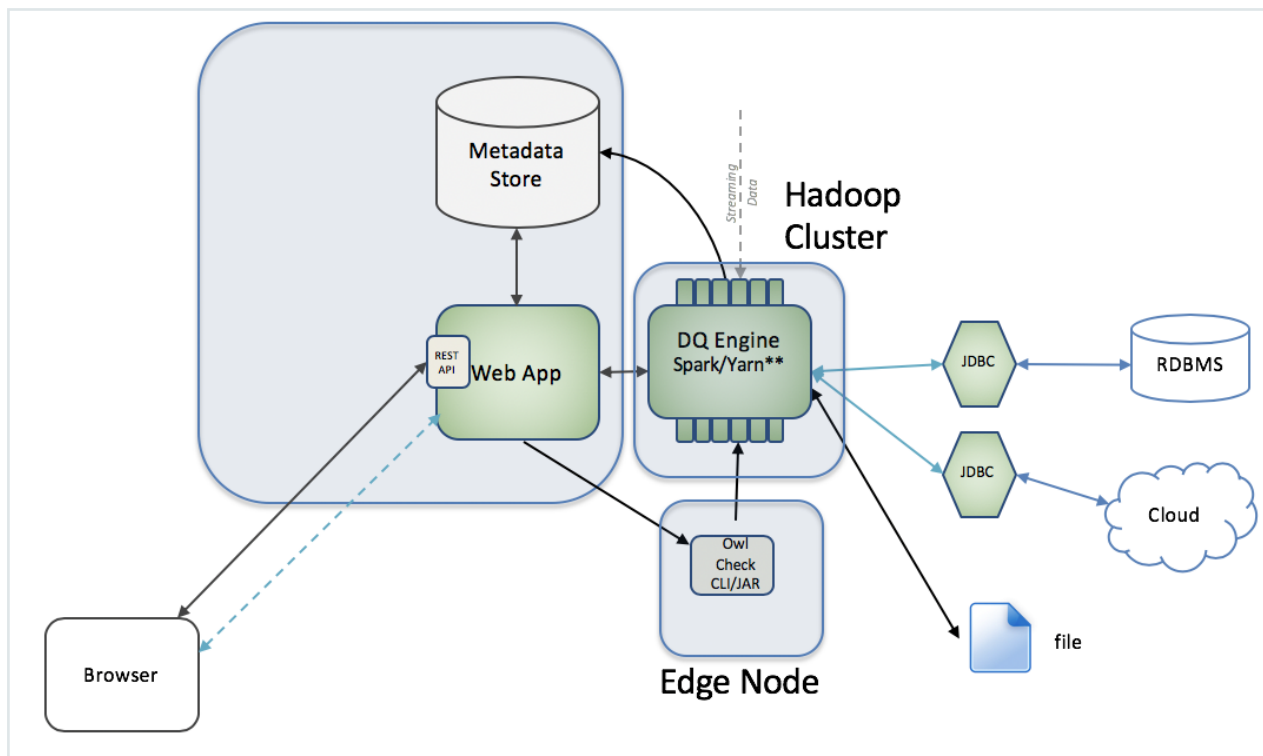 Metadata
Store
Streaming
Data
Hadoop
Cluster
REST
API
Web App
DQ Engine
Spark/Yarn**
JDBC
RDBMS
JDBC
Cloud
Owl
Check
CLI/JAR
file
Browser
Edge Node